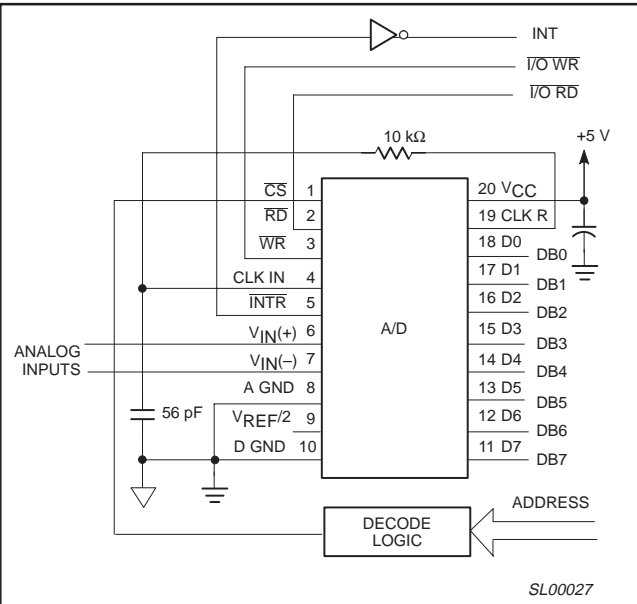 INT
I/O WR
I/O RD
10 kΩ
+5 V
CS 1
RD 2
WR 3
CLK IN 4
INTR 5
VIN(+) 6
VIN(–) 7
A GND 8
VREF/2 9
D GND 10
A/D
20 VCC
19 CLK R
18 D0
17 D1
16 D2
15 D3
14 D4
13 D5
12 D6
11 D7
DB0
DB1
DB2
DB3
DB4
DB5
DB6
DB7
ANALOG
INPUTS
56 pF
DECODE
LOGIC
ADDRESS
SL00027